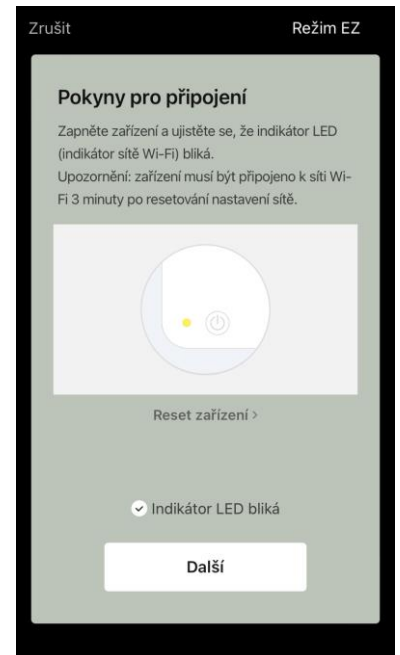 Zrušit
Režim EZ
Pokyny pro připojení
Zapněte zařízení a ujistěte se, že indikátor LED
(indikátor sítě Wi-Fi) bliká.
Upozornění: zařízení musí být připojeno k síti Wi-
Fi 3 minuty po resetování nastavení sítě.
Reset zařízení >
Indikátor LED bliká
Další